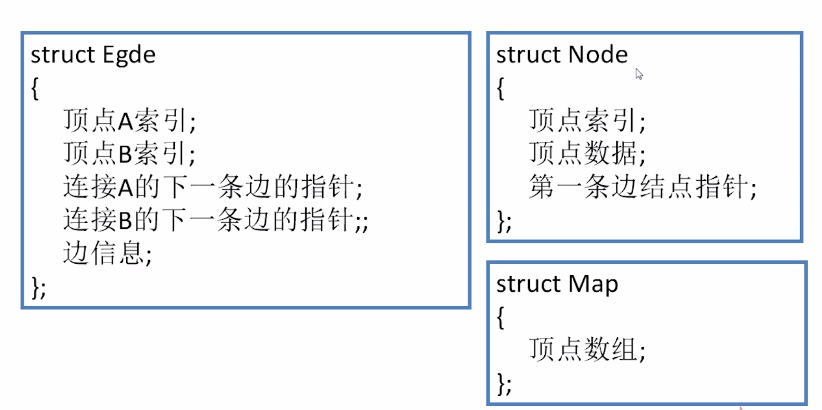 struct Egde
{
顶点A索引;
顶点B索引;
连接A的下一条边的指针;
连接B的下一条边的指针;;
边信息;
};
struct Node
{
顶点索引;
顶点数据;
第一条边结点指针;
};
struct Map
{
顶点数组;
};